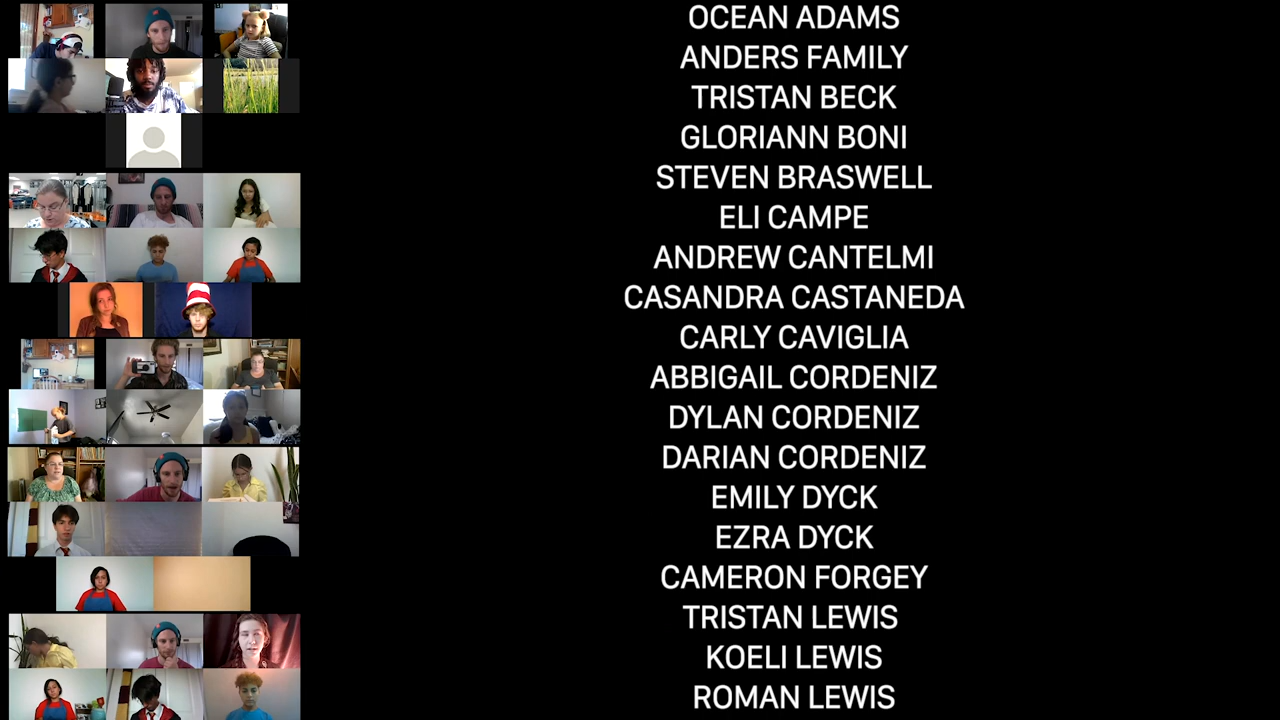 OCEAN ADAMS
ANDERS FAMILY
TRISTAN BECK
GLORIANN BONI
STEVEN BRASWELL
ELI CAMPE
ANDREW CANTELMI
CASANDRA CASTANEDA
CARLY CAVIGLIA
ABBIGAIL CORDENIZ
DYLAN CORDENIZ
DARIAN CORDENIZ
EMILY DYCK
EZRA DYCK
CAMERON FORGEY
TRISTAN LEWIS
KOELI LEWIS
ROMAN LEWIS